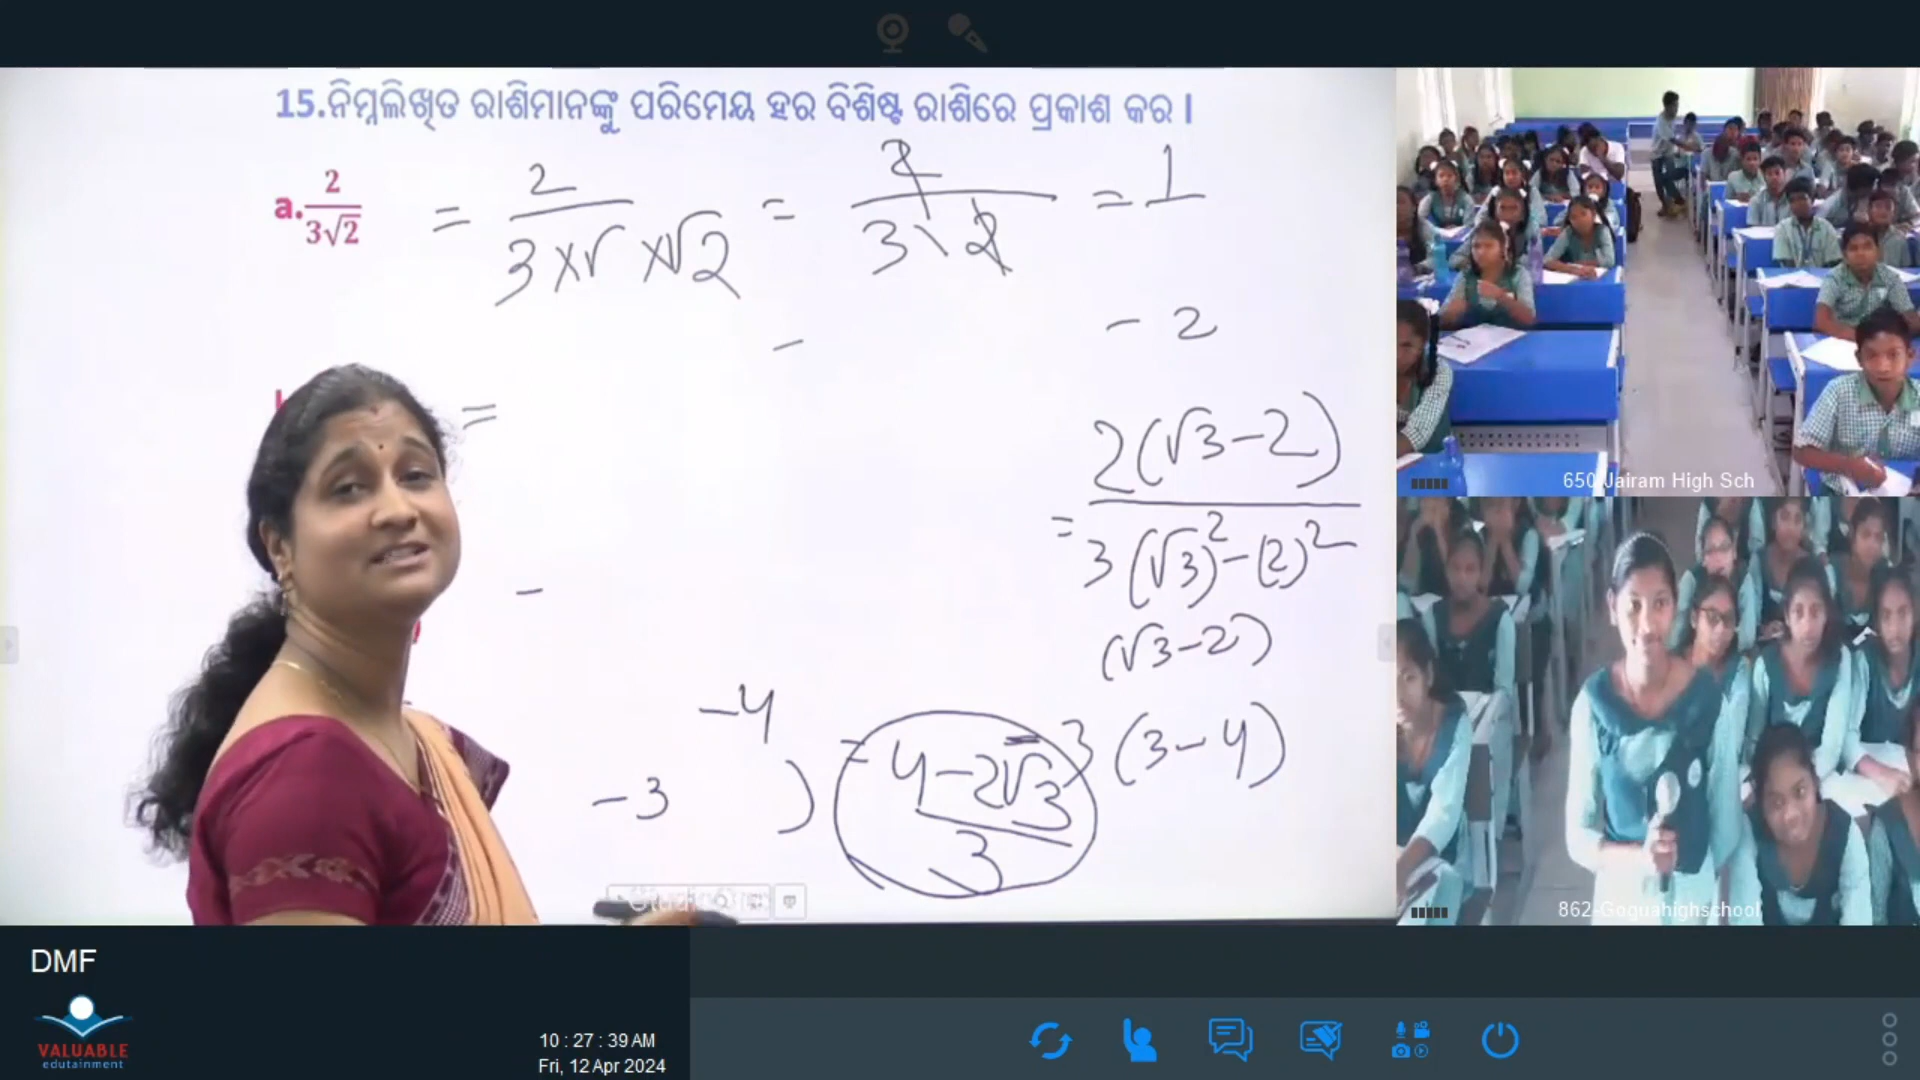 15.ନିମ୍ନଲିଖିତ ରାଶିମାନଙ୍କୁ ପରିମେୟ ହର ବିଶିଷ୍ଟ ରାଶିରେ ପ୍ରକାଶ କର ।
a. 2/3√2 = 2/3×√ ×√2 = 2/3\2 = 1
- - 2
=
2(√3-2)
= 3(√3)²-(2)²
-
(√3-2)
-4
-3 ) = 4-2√3/3 3(3-4)
650 Jairam High Sch
862-Goguahighschool
DMF
VALUABLE
edutainment
10 : 27 : 39 AM
Fri, 12 Apr 2024